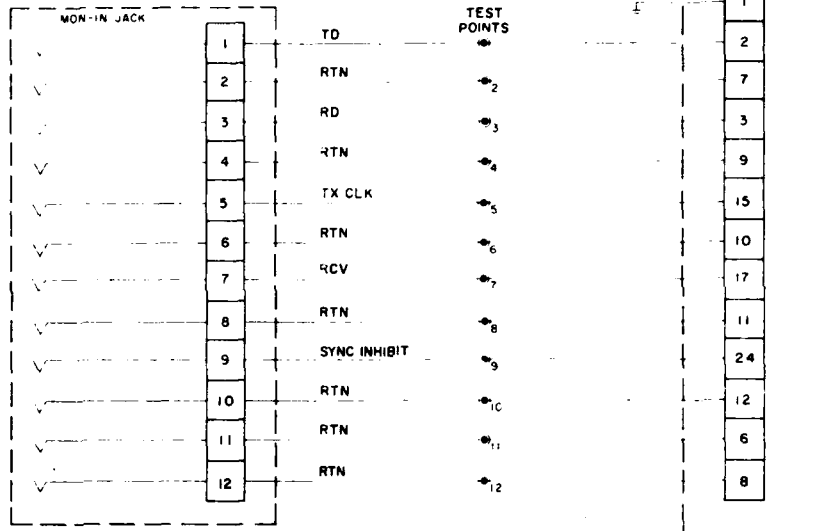 MON-IN JACK
TEST
POINTS
1
1 TD 2
2 RTN 2 7
3 RD 3 3
4 RTN 4 9
5 TX CLK 5 15
6 RTN 6 10
7 RCV 7 17
8 RTN 8 11
9 SYNC INHIBIT 9 24
10 RTN 10 12
11 RTN 11 6
12 RTN 12 8